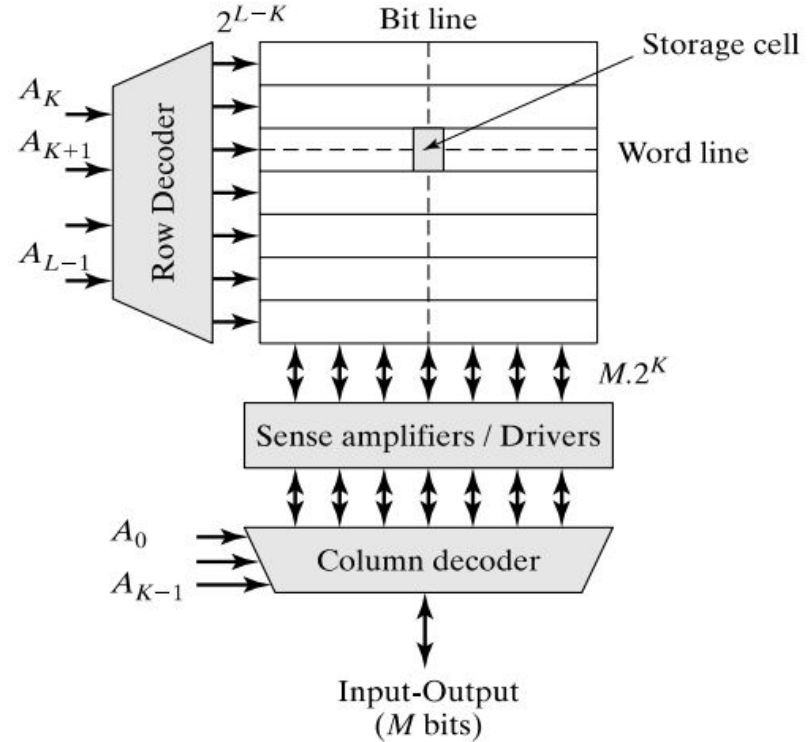 2^{L-K}
Bit line
Storage cell
A_K
A_{K+1}
A_{L-1}
Row Decoder
Word line
M.2^K
Sense amplifiers / Drivers
A_0
A_{K-1}
Column decoder
Input-Output
(M bits)